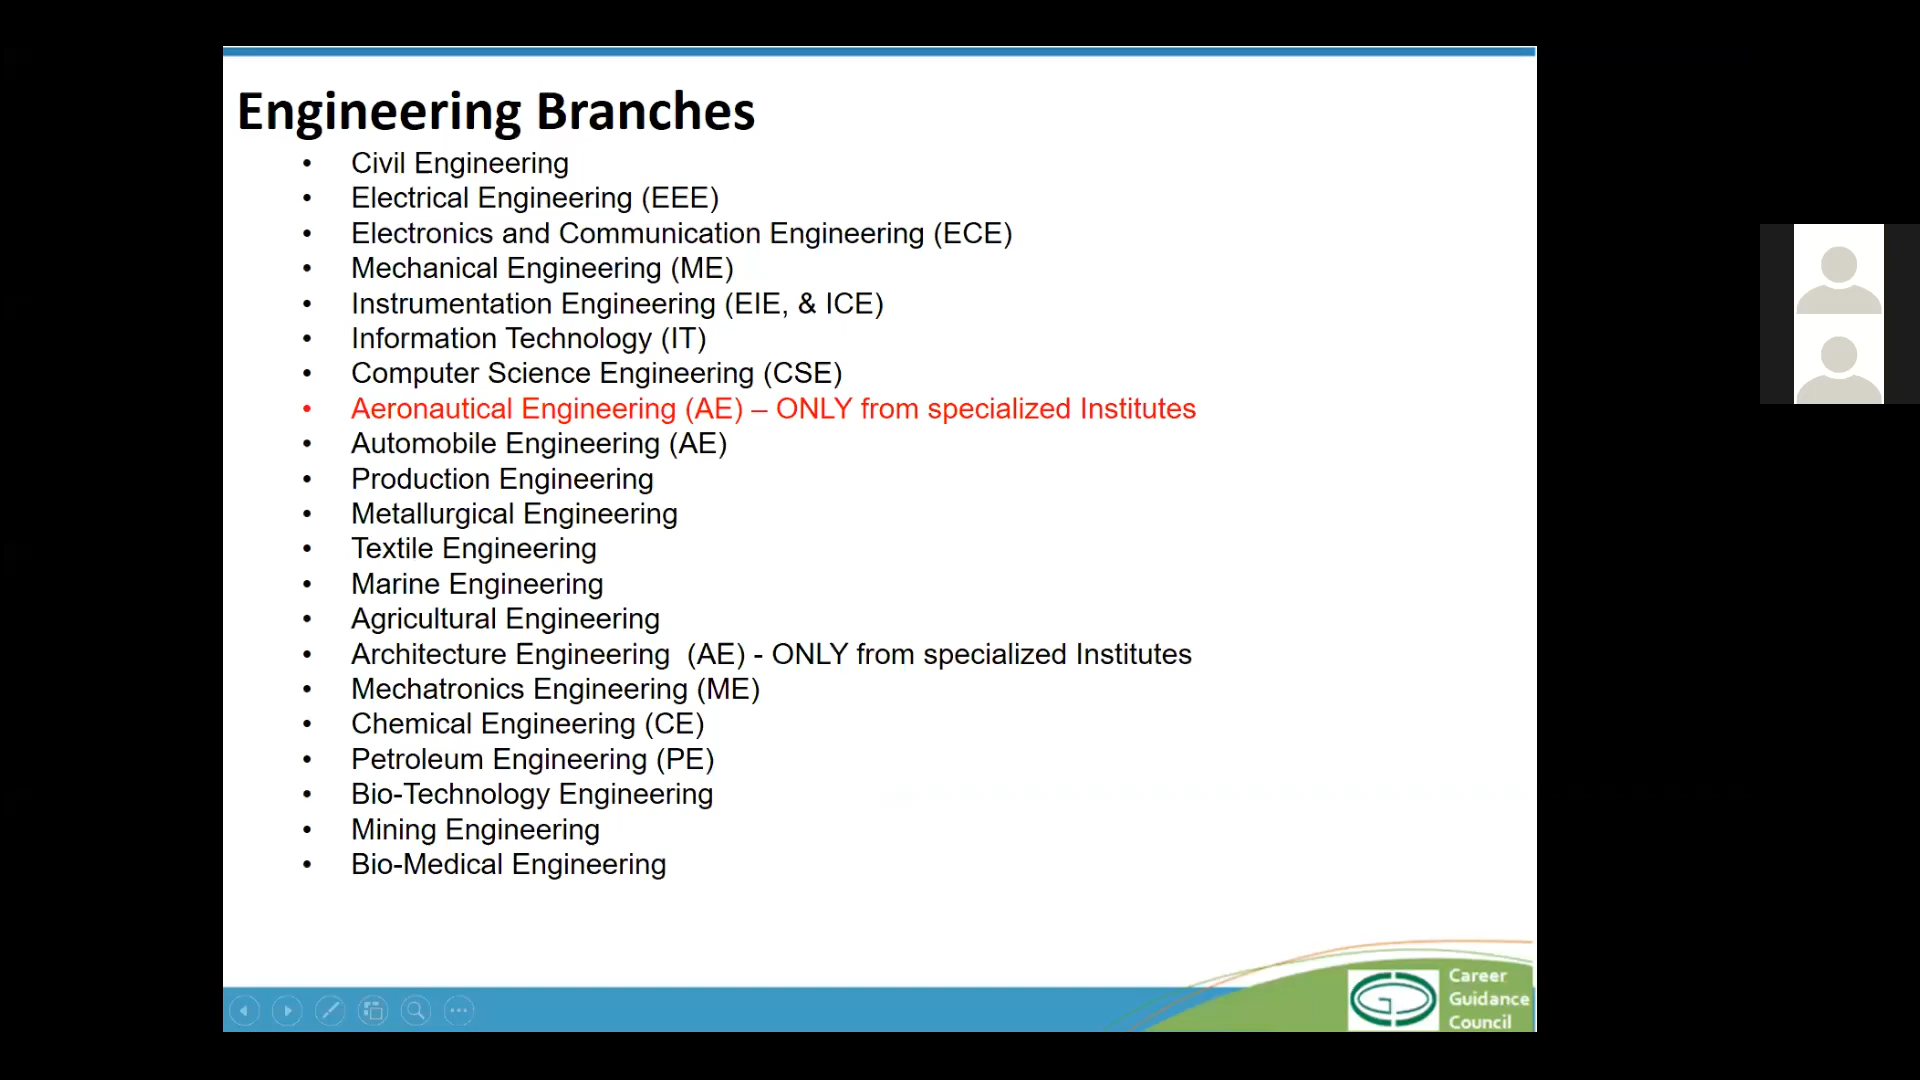 Engineering Branches
• Civil Engineering
• Electrical Engineering (EEE)
• Electronics and Communication Engineering (ECE)
• Mechanical Engineering (ME)
• Instrumentation Engineering (EIE, & ICE)
• Information Technology (IT)
• Computer Science Engineering (CSE)
• Aeronautical Engineering (AE) – ONLY from specialized Institutes
• Automobile Engineering (AE)
• Production Engineering
• Metallurgical Engineering
• Textile Engineering
• Marine Engineering
• Agricultural Engineering
• Architecture Engineering  (AE) - ONLY from specialized Institutes
• Mechatronics Engineering (ME)
• Chemical Engineering (CE)
• Petroleum Engineering (PE)
• Bio-Technology Engineering
• Mining Engineering
• Bio-Medical Engineering
Career
Guidance
Council